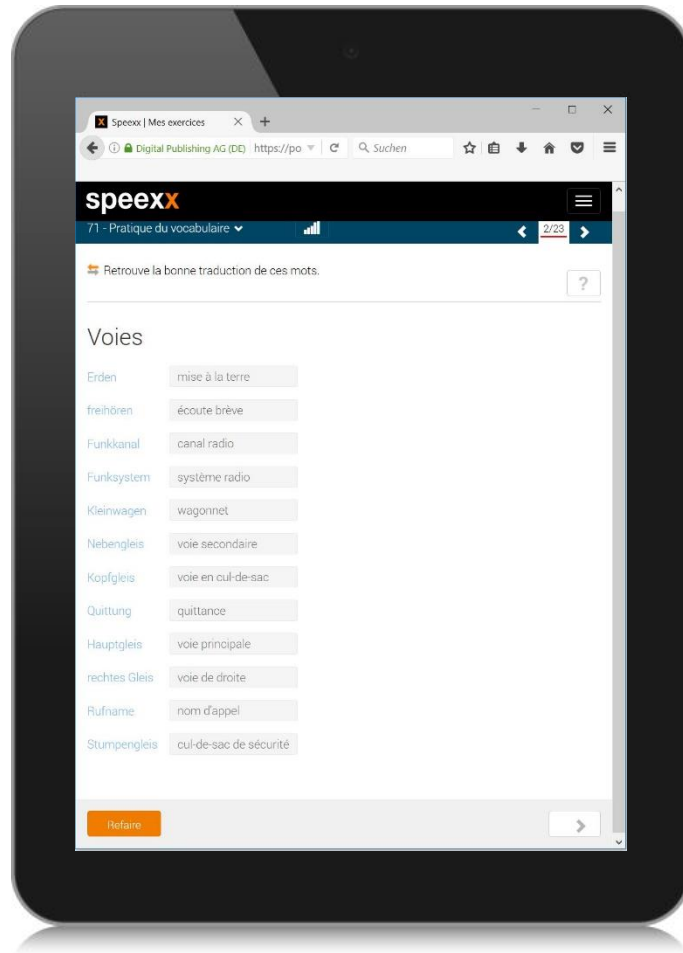 Speexx | Mes exercices
Digital Publishing AG (DE) https://po Suchen
speexx
71 - Pratique du vocabulaire 2/23
Retrouve la bonne traduction de ces mots.
?
Voies
Erden mise à la terre
freihören écoute brève
Funkkanal canal radio
Funksystem système radio
Kleinwagen wagonnet
Nebengleis voie secondaire
Kopfgleis voie en cul-de-sac
Quittung quittance
Hauptgleis voie principale
rechtes Gleis voie de droite
Rufname nom d'appel
Stumpengleis cul-de-sac de sécurité
Refaire